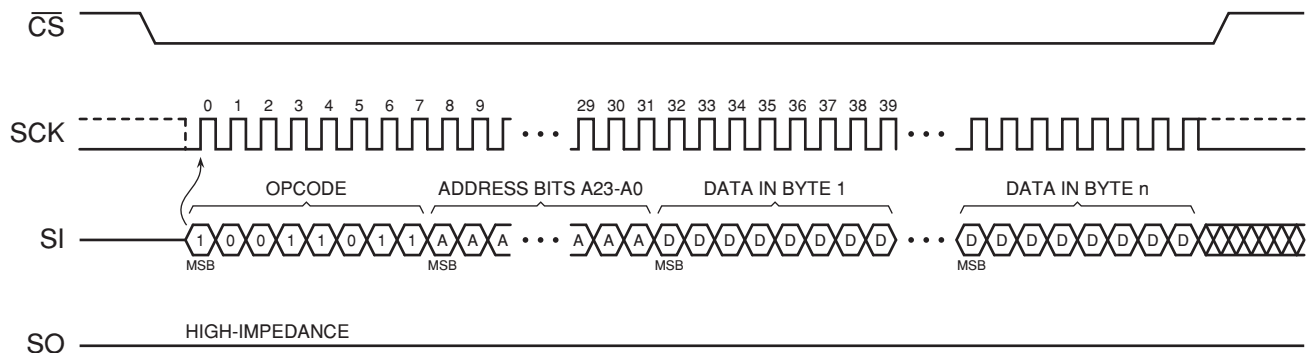 CS
SCK
0 1 2 3 4 5 6 7 8 9 29 30 31 32 33 34 35 36 37 38 39
OPCODE ADDRESS BITS A23-A0 DATA IN BYTE 1 DATA IN BYTE n
SI
1 0 0 1 1 0 1 1 A A A A A A D D D D D D D D D D D D D D D D
MSB MSB MSB MSB
HIGH-IMPEDANCE
SO